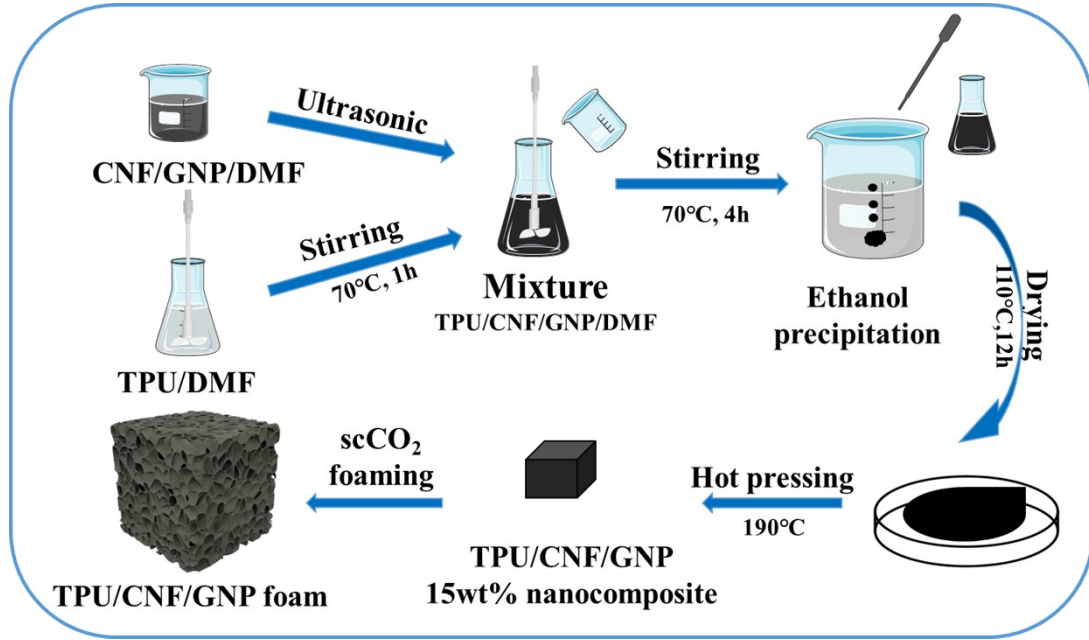 Ultrasonic
CNF/GNP/DMF
Stirring
70℃, 1h
TPU/DMF
Mixture
TPU/CNF/GNP/DMF
Stirring
70℃, 4h
Ethanol
precipitation
Drying
110℃,12h
Hot pressing
190℃
TPU/CNF/GNP
15wt% nanocomposite
scCO₂
foaming
TPU/CNF/GNP foam